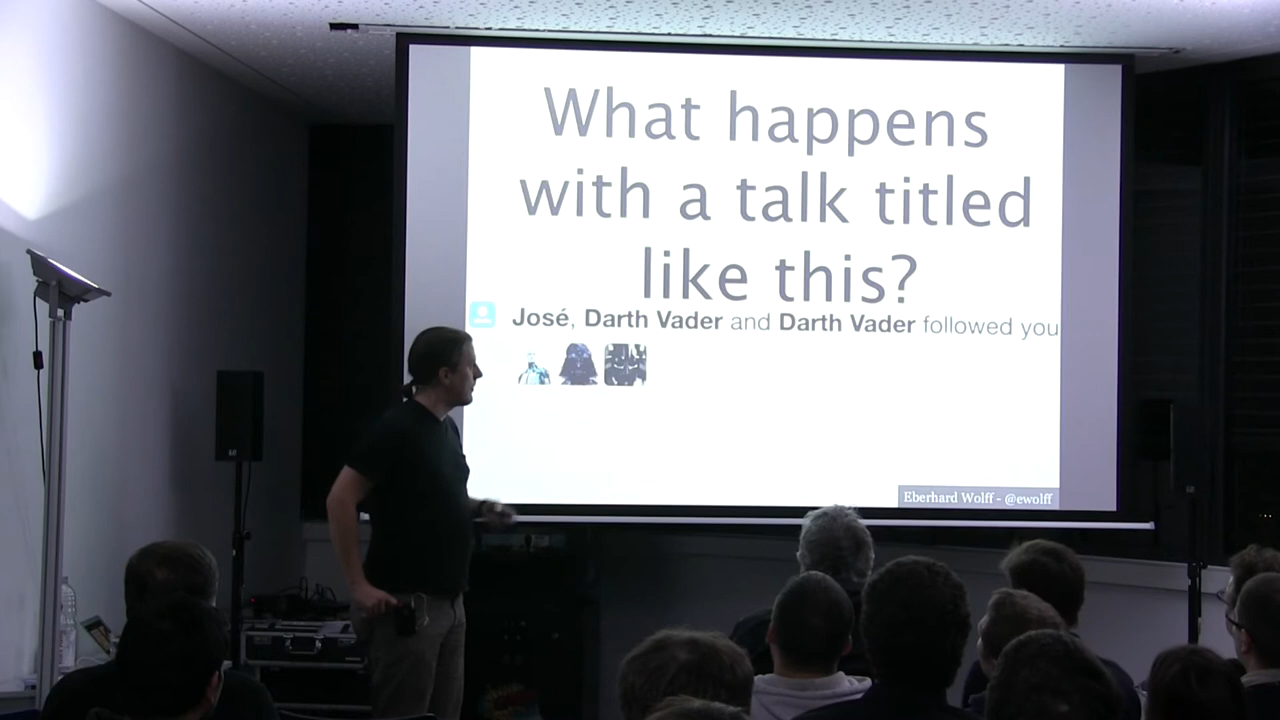 What happens
with a talk titled
like this?
José, Darth Vader and Darth Vader followed you
Eberhard Wolff - @ewolff